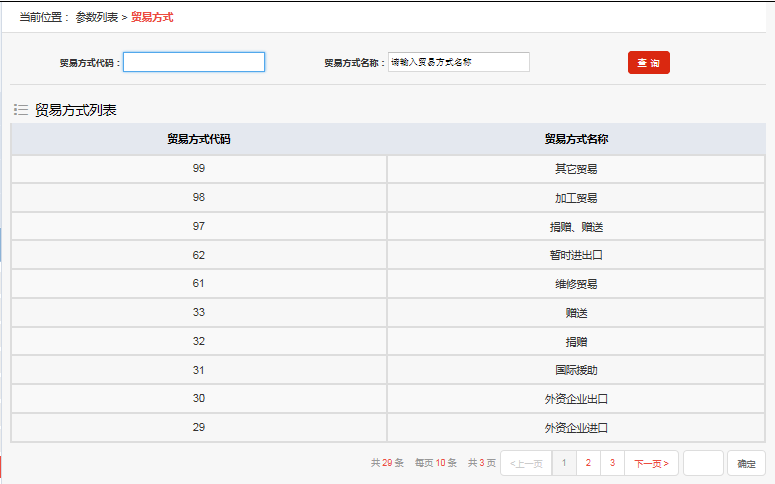 当前位置： 参数列表 > 贸易方式
贸易方式代码： 贸易方式名称： 请输入贸易方式名称 查 询
贸易方式列表
贸易方式代码 贸易方式名称
99 其它贸易
98 加工贸易
97 捐赠、赠送
62 暂时进出口
61 维修贸易
33 赠送
32 捐赠
31 国际援助
30 外资企业出口
29 外资企业进口
共 29 条 每页 10 条 共 3 页 <上一页 1 2 3 下一页 > 确定